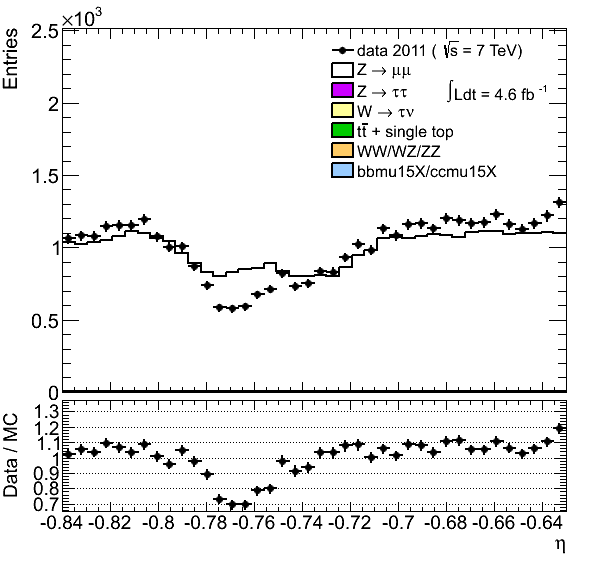 ×10³
Entries
2.5
2
1.5
1
0.5
0
data 2011 ( √s = 7 TeV)
Z → μμ
Z → ττ
W → τν
tt̅ + single top
WW/WZ/ZZ
bbmu15X/ccmu15X
∫Ldt = 4.6 fb⁻¹
Data / MC
1.3
1.2
1.1
1
0.9
0.8
0.7
-0.84 -0.82 -0.8 -0.78 -0.76 -0.74 -0.72 -0.7 -0.68 -0.66 -0.64
η